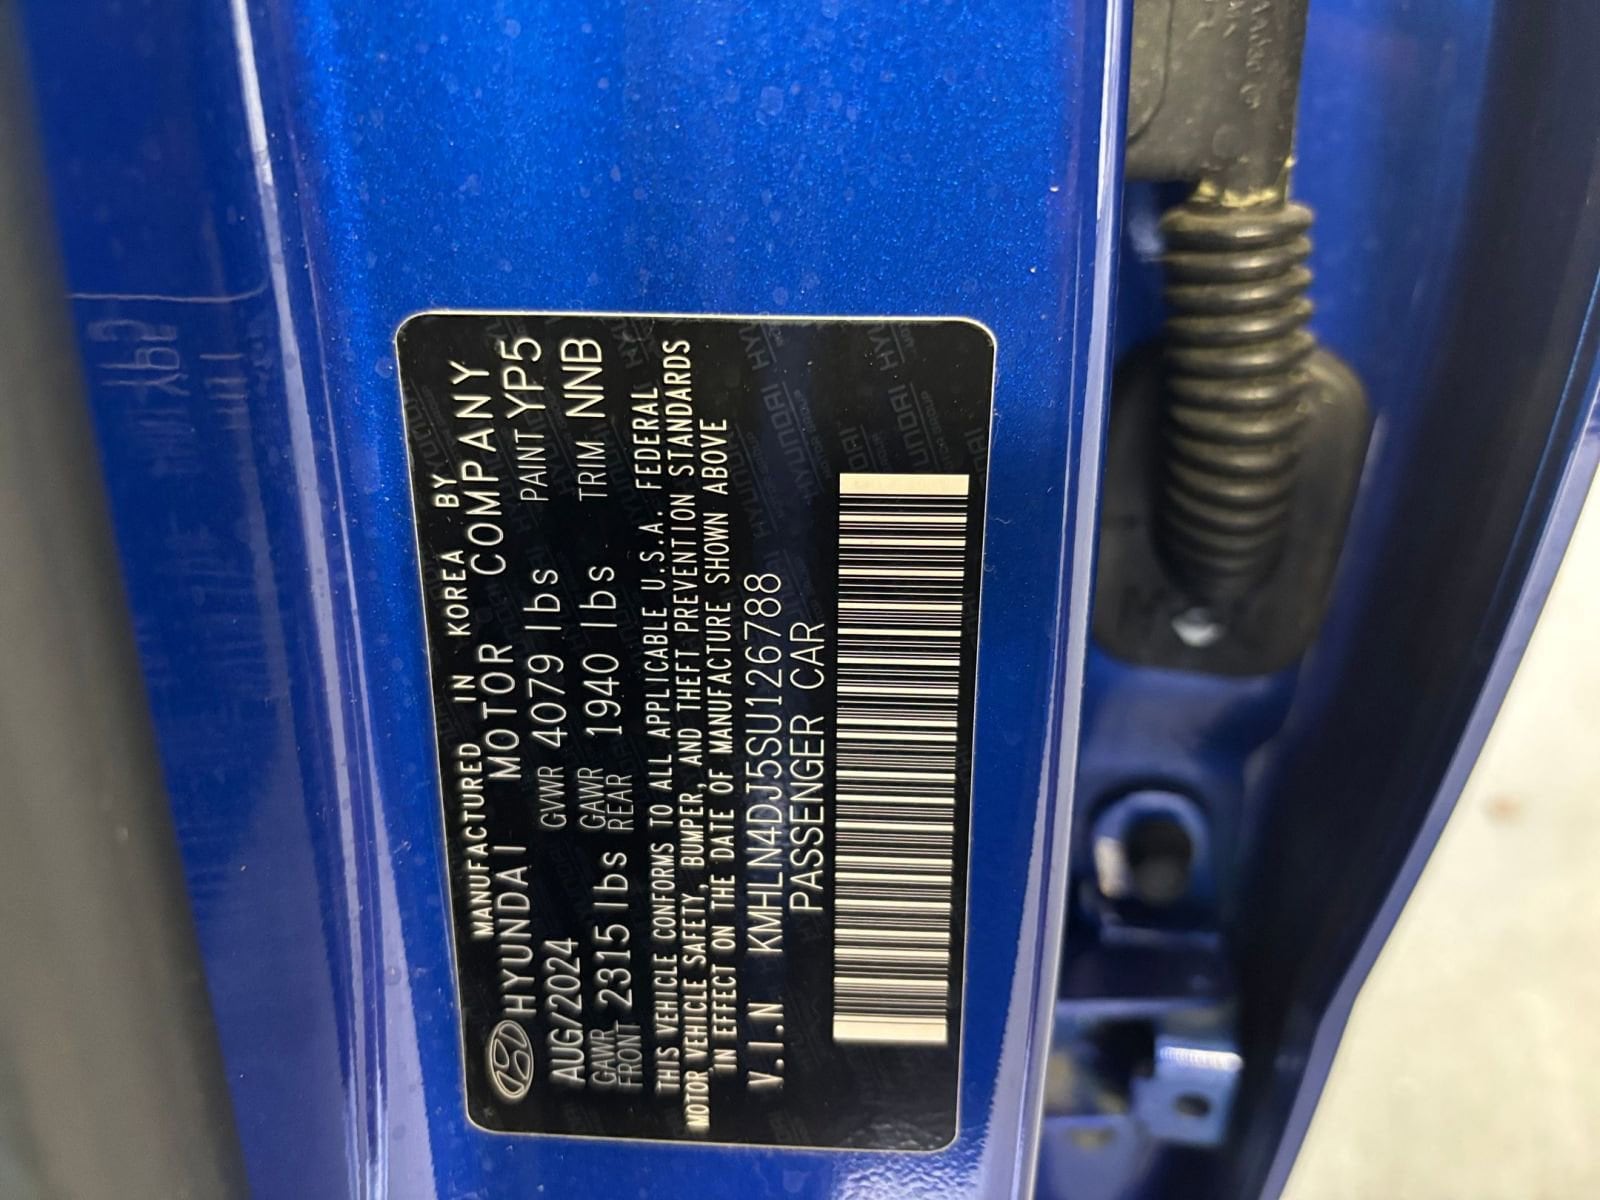 MANUFACTURED IN KOREA BY
HYUNDAI MOTOR COMPANY
AUG/2024 GVWR 4079 lbs PAINT YP5
GAWR FRONT 2315 lbs GAWR REAR 1940 lbs TRIM NNB
THIS VEHICLE CONFORMS TO ALL APPLICABLE U.S.A. FEDERAL
MOTOR VEHICLE SAFETY, BUMPER, AND THEFT PREVENTION STANDARDS
IN EFFECT ON THE DATE OF MANUFACTURE SHOWN ABOVE
V.I.N KMHLN4DJ5SU126788
PASSENGER CAR